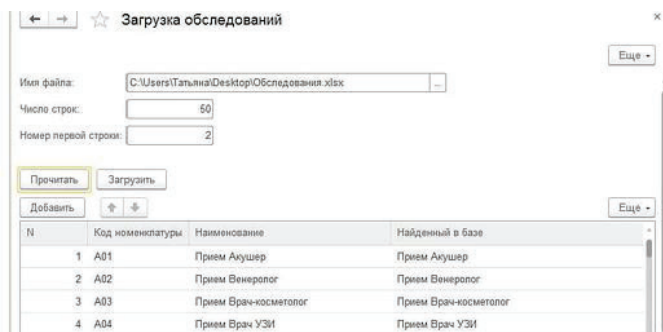 Загрузка обследований
Еще
Имя файла: C:\Users\Татьяна\Desktop\Обследования.xlsx ...
Число строк: 50
Номер первой строки: 2
Прочитать Загрузить
Добавить Еще
N Код номенклатуры Наименование Найденный в базе
1 A01 Прием Акушер Прием Акушер
2 A02 Прием Венеролог Прием Венеролог
3 A03 Прием Врач-косметолог Прием Врач-косметолог
4 A04 Прием Врач УЗИ Прием Врач УЗИ